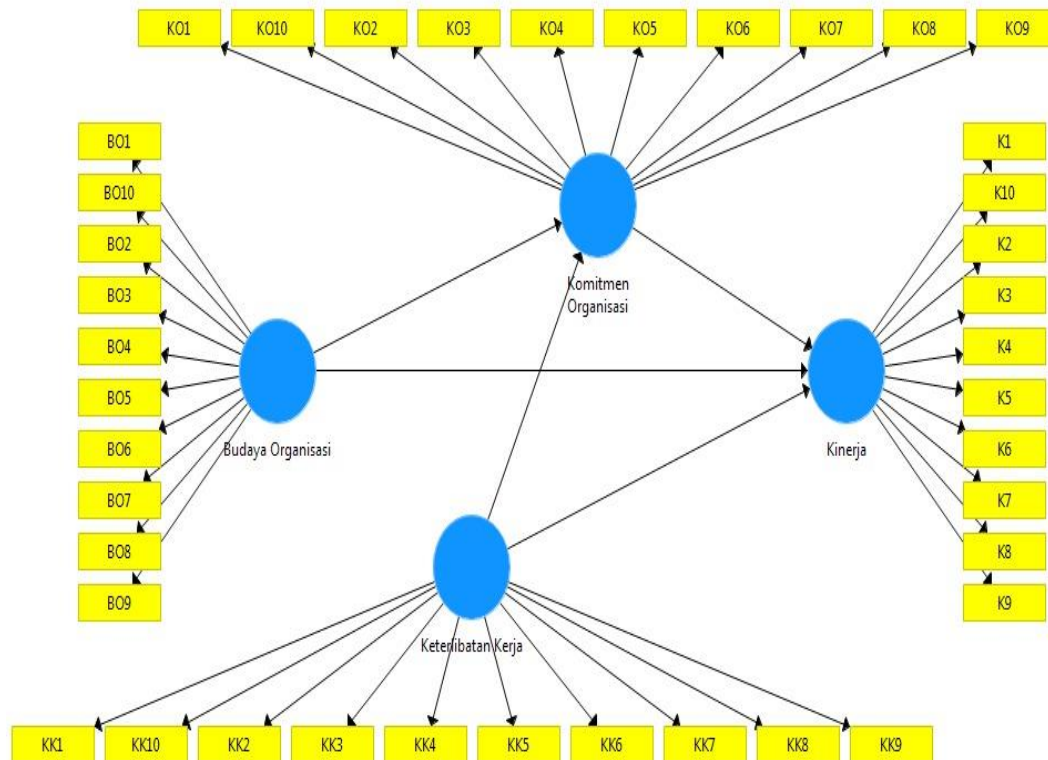 KO1
KO10
KO2
KO3
KO4
KO5
KO6
KO7
KO8
KO9
BO1
BO10
BO2
BO3
BO4
BO5
BO6
BO7
BO8
BO9
Komitmen
Organisasi
Budaya Organisasi
Kinerja
K1
K10
K2
K3
K4
K5
K6
K7
K8
K9
Keterlibatan Kerja
KK1
KK10
KK2
KK3
KK4
KK5
KK6
KK7
KK8
KK9